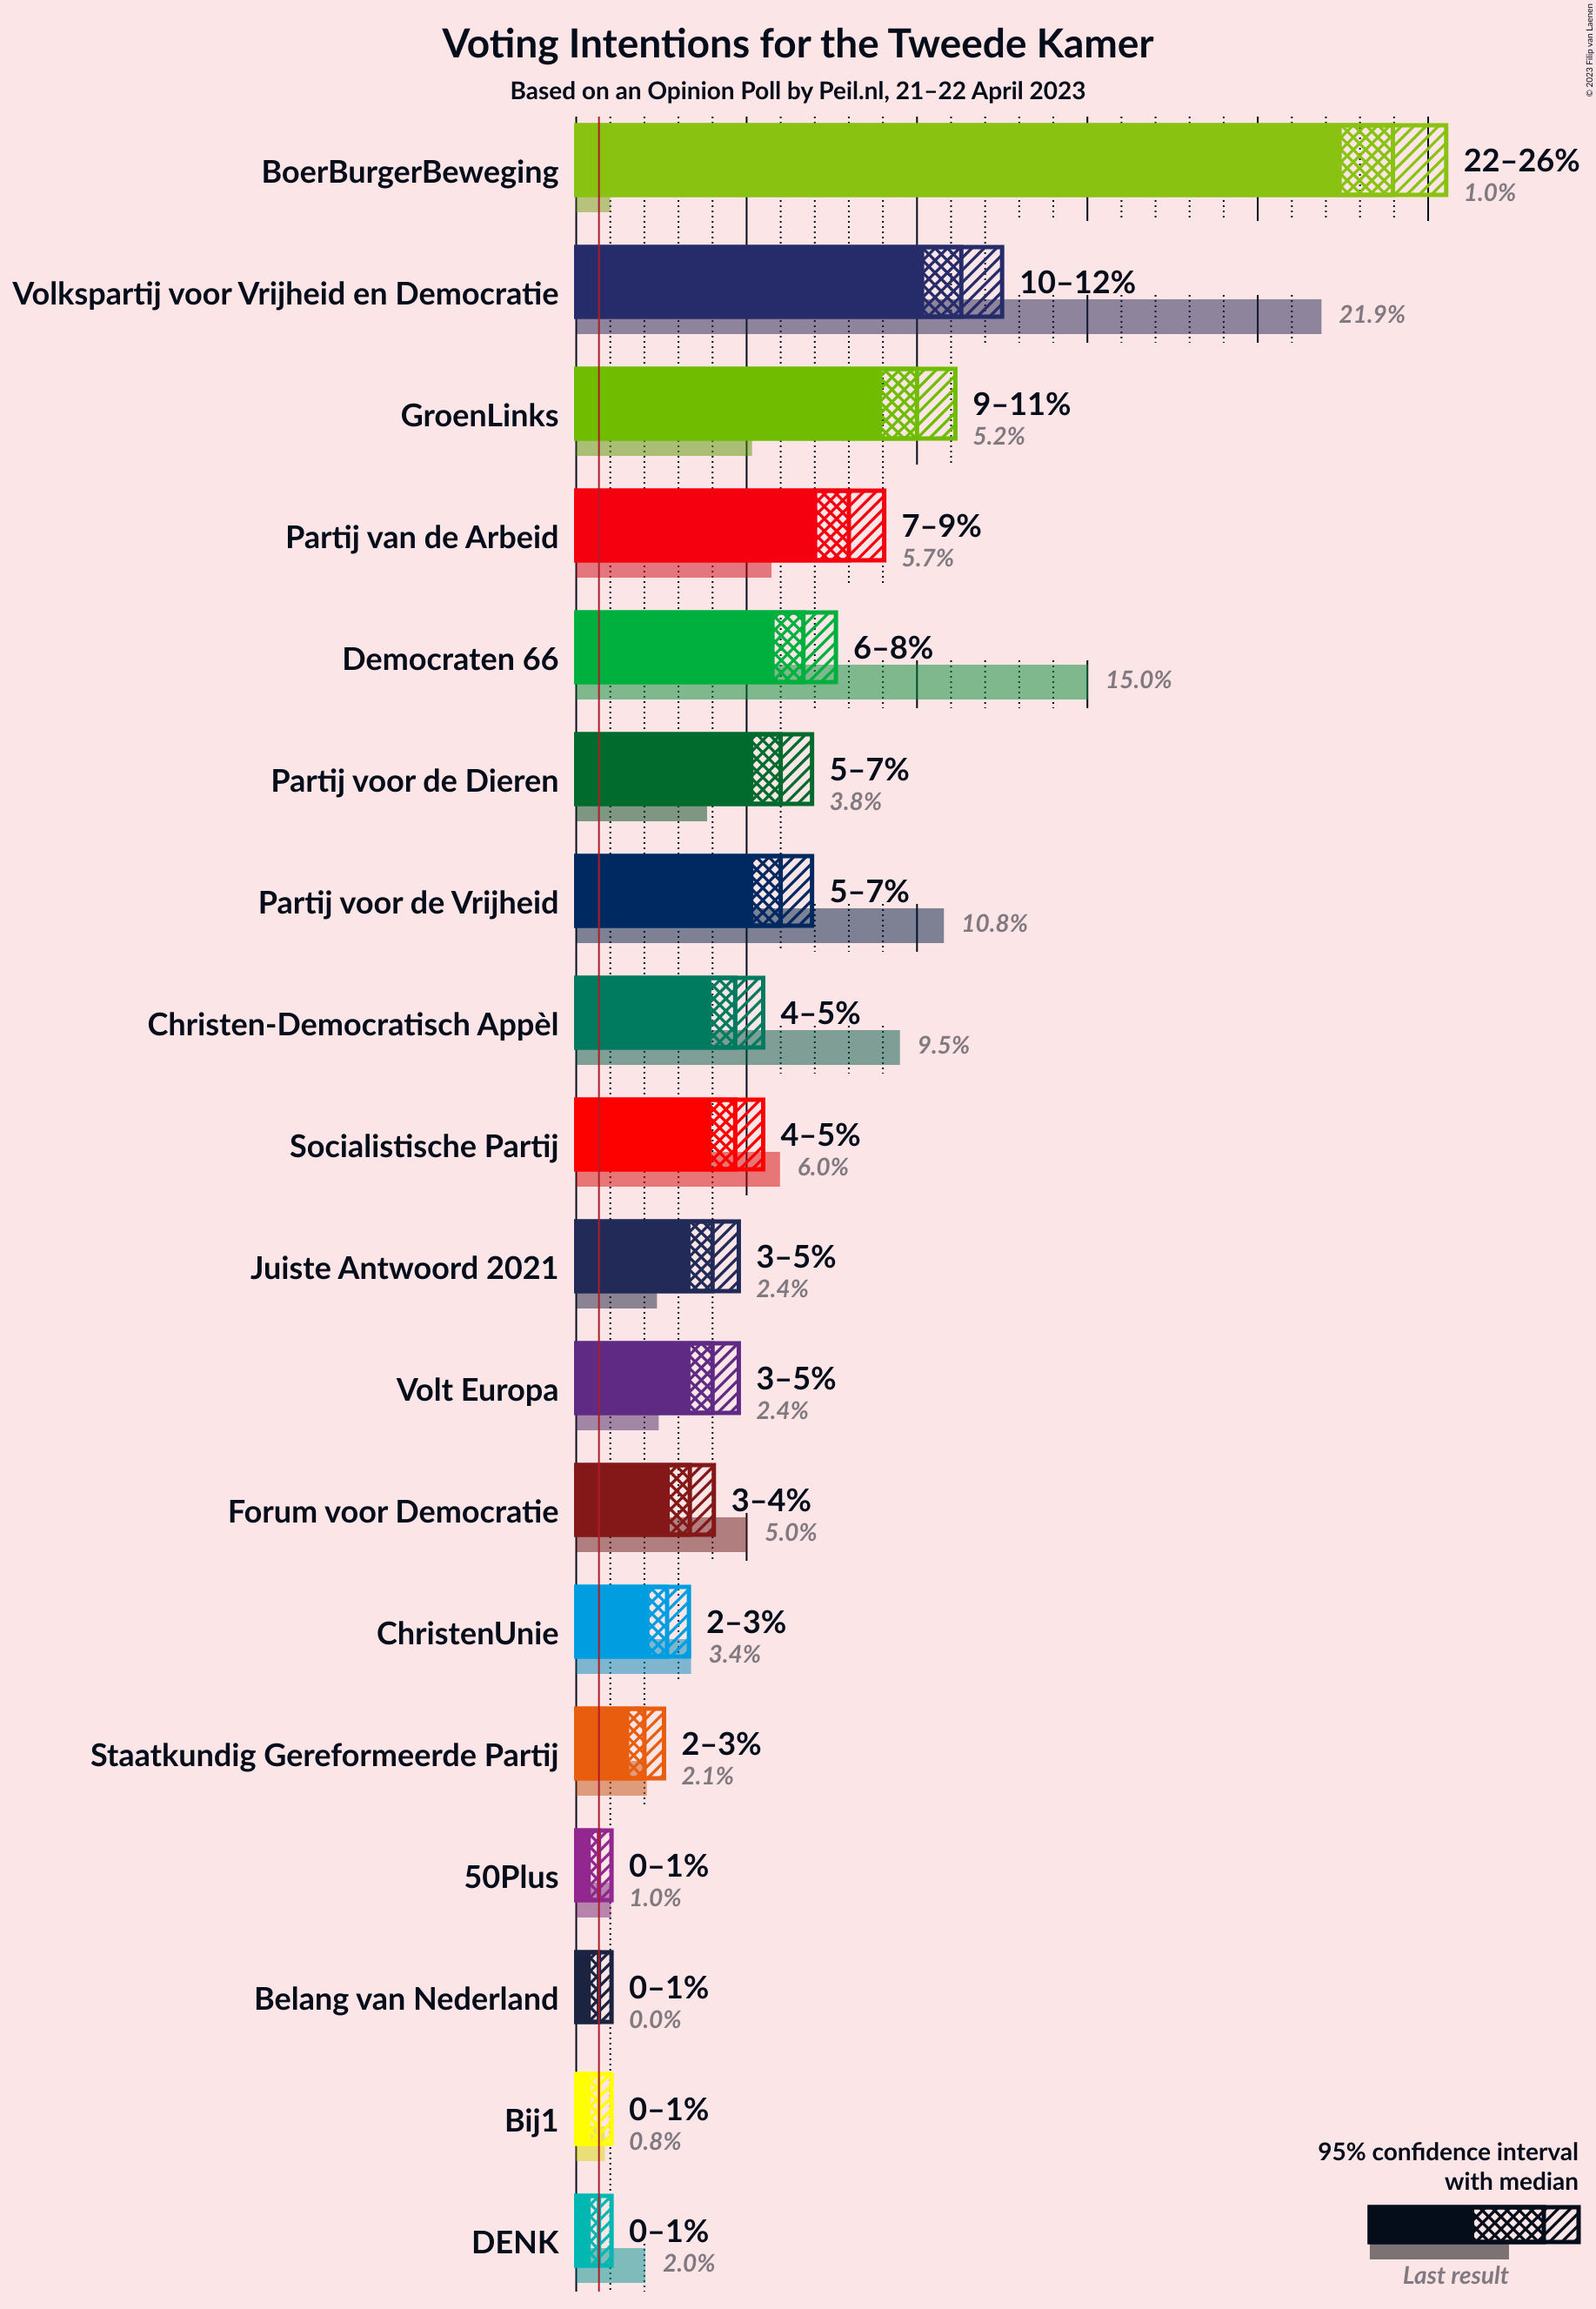 Voting Intentions for the Tweede Kamer
Based on an Opinion Poll by Peil.nl, 21–22 April 2023
© 2023 Filip van Laenen
BoerBurgerBeweging
22–26%
1.0%
Volkspartij voor Vrijheid en Democratie
10–12%
21.9%
GroenLinks
9–11%
5.2%
Partij van de Arbeid
7–9%
5.7%
Democraten 66
6–8%
15.0%
Partij voor de Dieren
5–7%
3.8%
Partij voor de Vrijheid
5–7%
10.8%
Christen-Democratisch Appèl
4–5%
9.5%
Socialistische Partij
4–5%
6.0%
Juiste Antwoord 2021
3–5%
2.4%
Volt Europa
3–5%
2.4%
Forum voor Democratie
3–4%
5.0%
ChristenUnie
2–3%
3.4%
Staatkundig Gereformeerde Partij
2–3%
2.1%
50Plus
0–1%
1.0%
Belang van Nederland
0–1%
0.0%
Bij1
0–1%
0.8%
DENK
0–1%
2.0%
95% confidence interval
with median
Last result